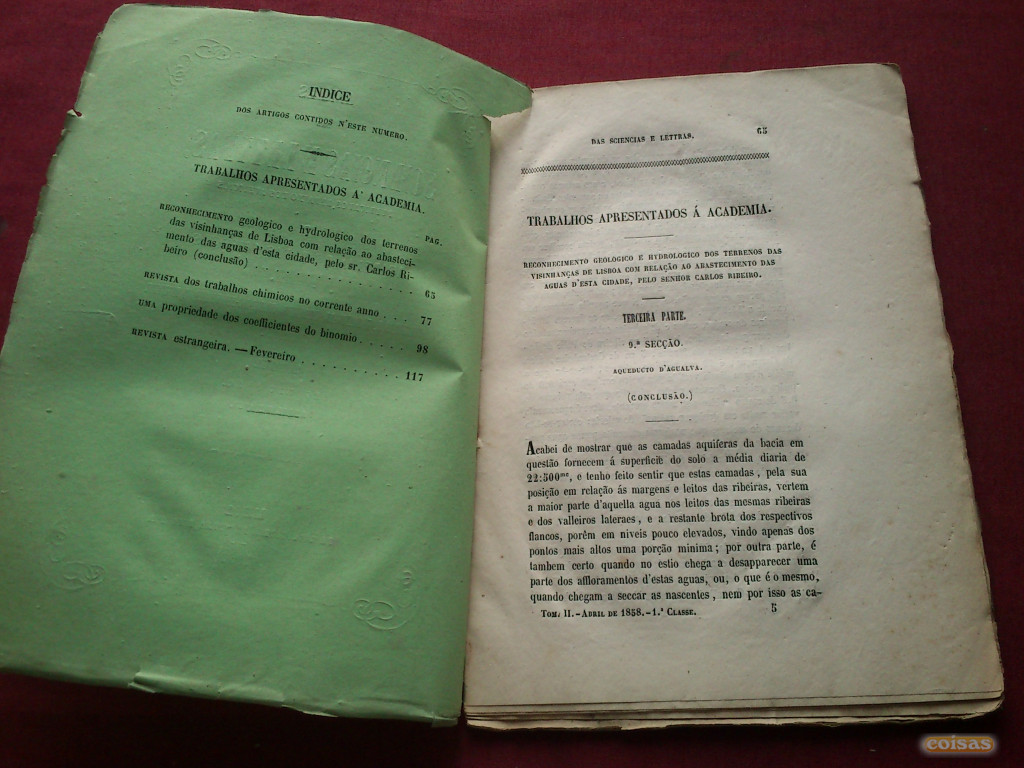 INDICE
DOS ARTIGOS CONTIDOS N'ESTE NUMERO.
TRABALHOS APRESENTADOS A' ACADEMIA.
PAG.
RECONHECIMENTO geologico e hydrologico dos terrenos
das visinhanças de Lisboa com relação ao abasteci-
mento das aguas d'esta cidade, pelo sr. Carlos Ri-
beiro (conclusão) . . . . . . . . . . . 65
REVISTA dos trabalhos chimicos no corrente anno . . . 77
UMA propriedade dos coefficientes do binomio . . . . . 98
REVISTA estrangeira. — Fevereiro . . . . . . . . . . 117
DAS SCIENCIAS E LETTRAS. 65
TRABALHOS APRESENTADOS Á ACADEMIA.
RECONHECIMENTO GEOLOGICO E HYDROLOGICO DOS TERRENOS DAS
VISINHANÇAS DE LISBOA COM RELAÇÃO AO ABASTECIMENTO DAS
AGUAS D'ESTA CIDADE, PELO SENHOR CARLOS RIBEIRO.
TERCEIRA PARTE.
9.ª SECÇÃO.
AQUEDUCTO D'AGUALVA.
(CONCLUSÃO.)
Acabei de mostrar que as camadas aquiferas da bacia em
questão fornecem á superficie do solo a média diaria de
22:500mc, e tenho feito sentir que estas camadas, pela sua
posição em relação ás margens e leitos das ribeiras, vertem
a maior parte d'aquella agua nos leitos das mesmas ribeiras
e dos valleiros lateraes, e a restante brota dos respectivos
flancos, porêm em niveis pouco elevados, vindo apenas dos
pontos mais altos uma porção minima; por outra parte, é
tambem certo quando no estio chega a desapparecer uma
parte dos affloramentos d'estas aguas, ou, o que é o mesmo,
quando chegam a seccar as nascentes, nem por isso as ca-
TOM. II.—ABRIL DE 1858.—1.ª CLASSE. 5
coisas